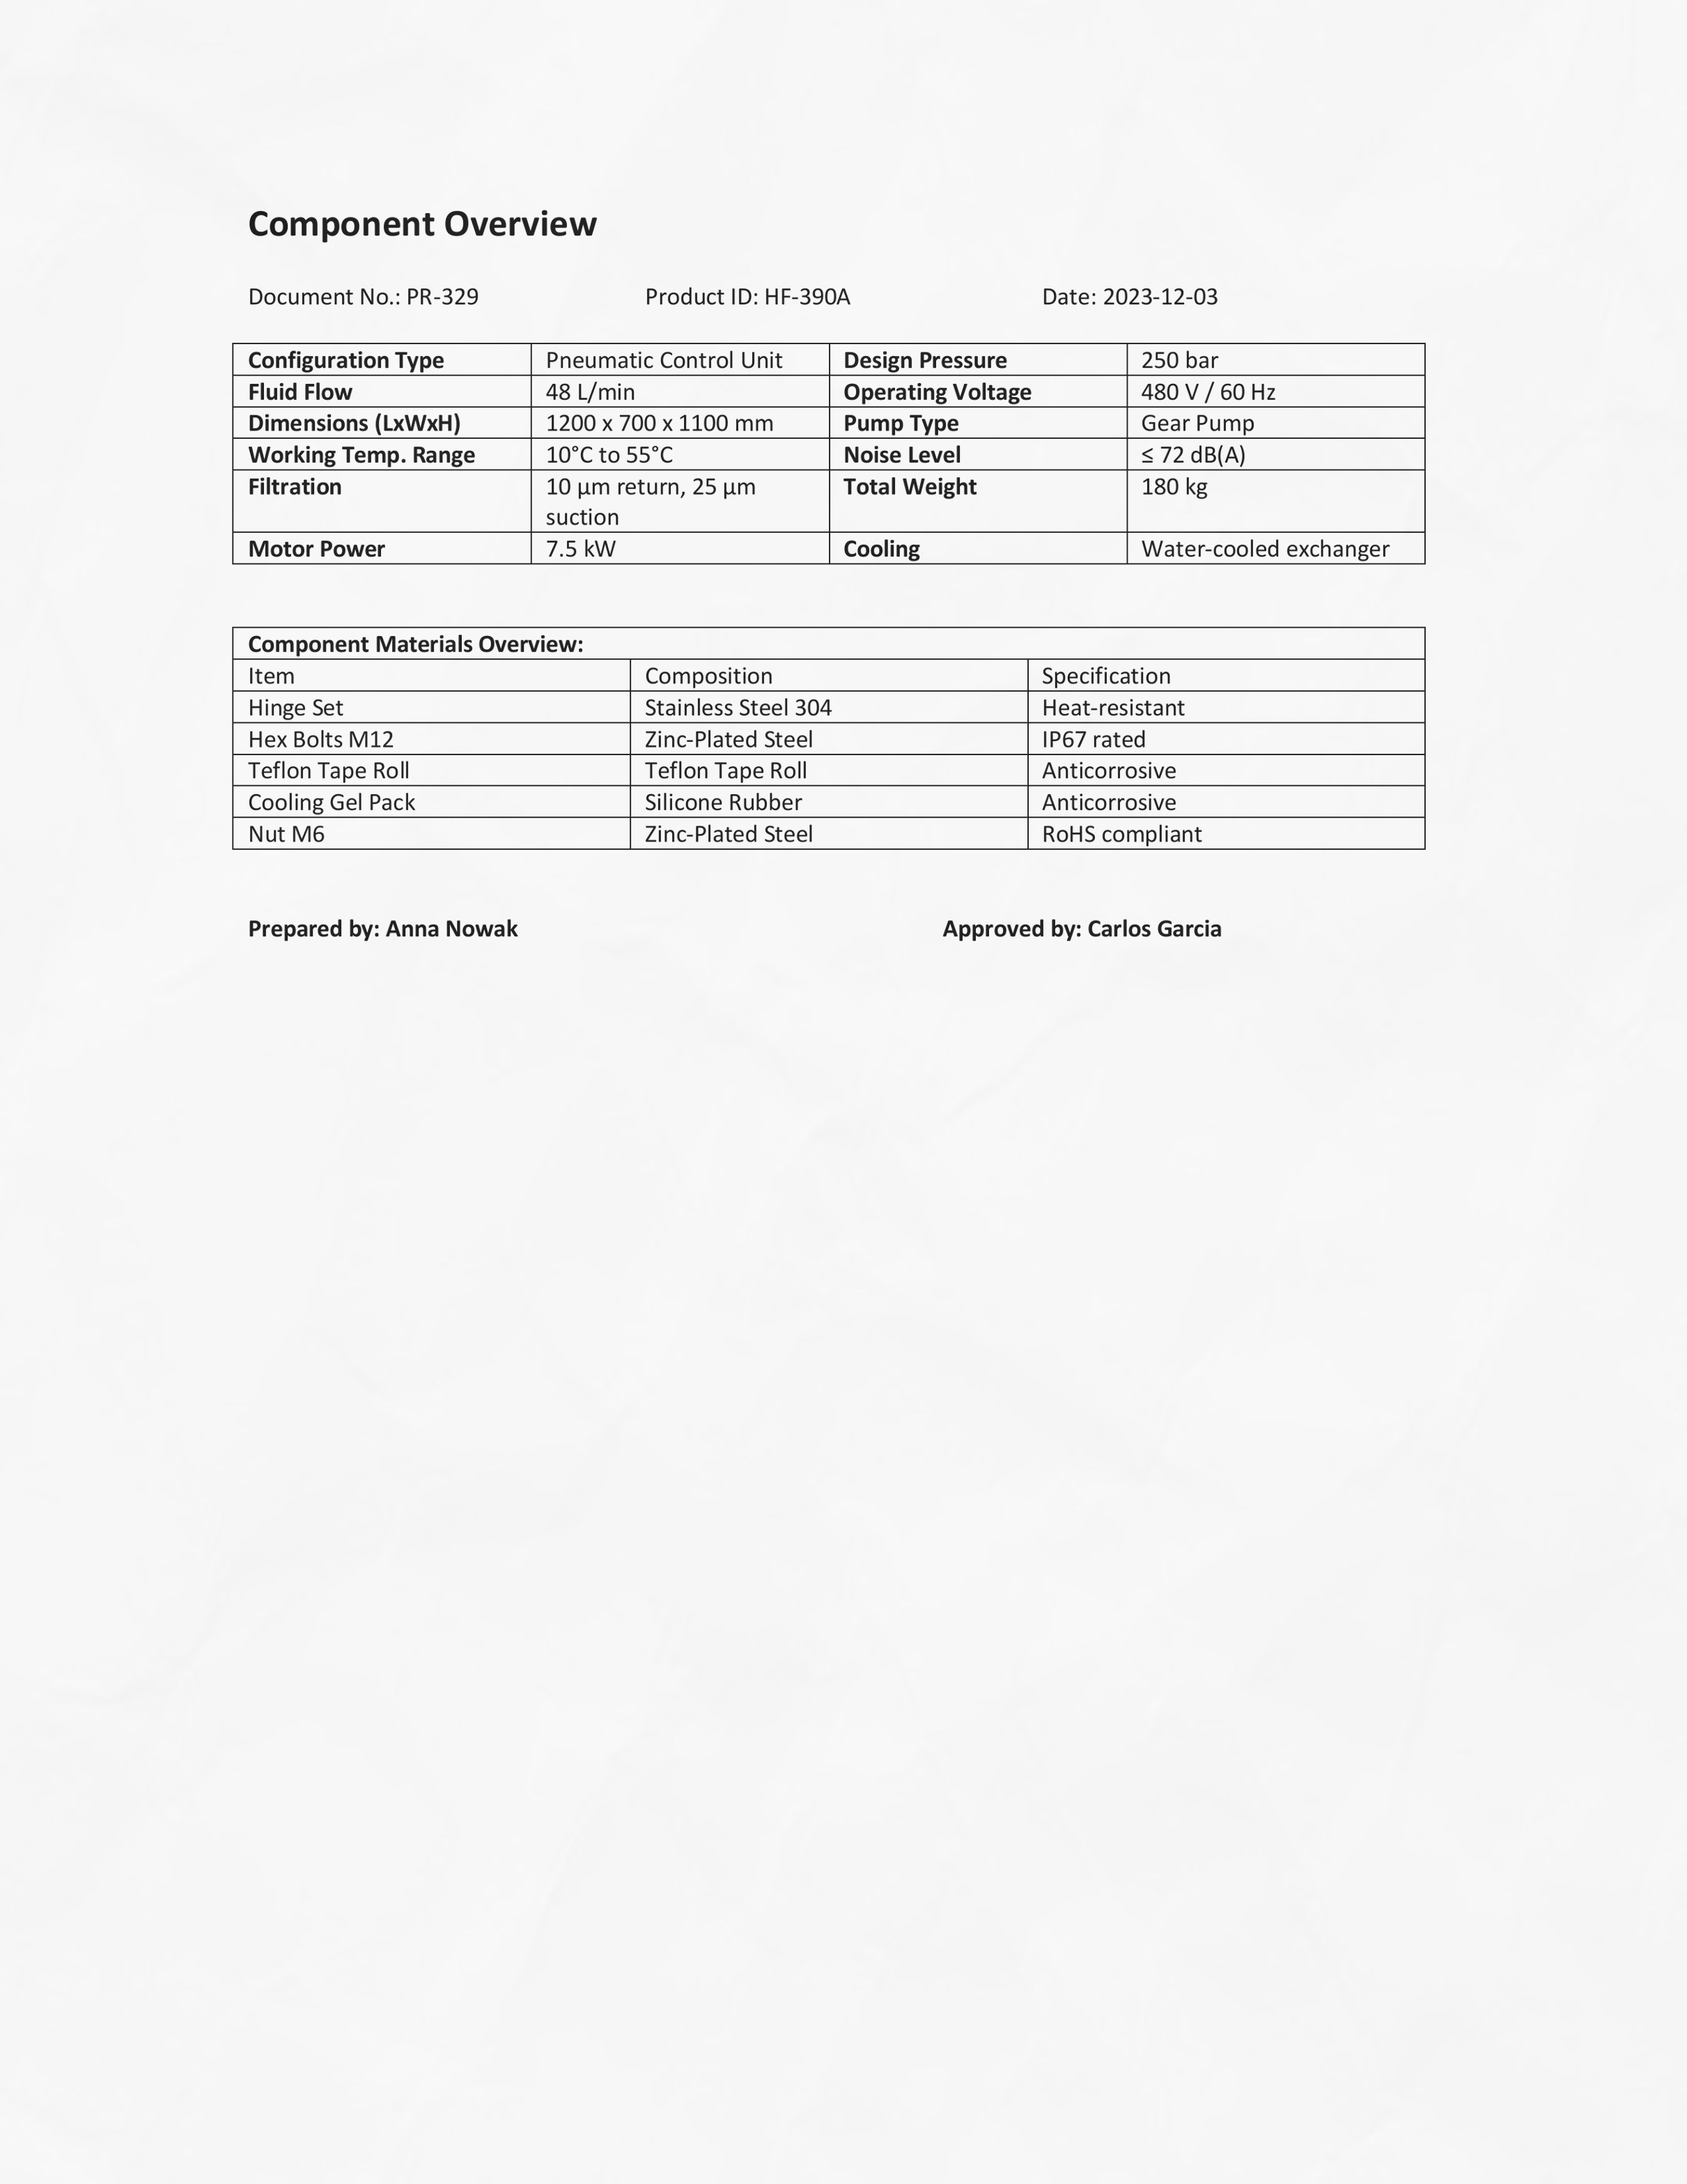 Component Overview
Document No.: PR-329 Product ID: HF-390A Date: 2023-12-03
Configuration Type Pneumatic Control Unit Design Pressure 250 bar
Fluid Flow 48 L/min Operating Voltage 480 V / 60 Hz
Dimensions (LxWxH) 1200 x 700 x 1100 mm Pump Type Gear Pump
Working Temp. Range 10°C to 55°C Noise Level ≤ 72 dB(A)
Filtration 10 µm return, 25 µm Total Weight 180 kg
suction
Motor Power 7.5 kW Cooling Water-cooled exchanger
Component Materials Overview:
Item Composition Specification
Hinge Set Stainless Steel 304 Heat-resistant
Hex Bolts M12 Zinc-Plated Steel IP67 rated
Teflon Tape Roll Teflon Tape Roll Anticorrosive
Cooling Gel Pack Silicone Rubber Anticorrosive
Nut M6 Zinc-Plated Steel RoHS compliant
Prepared by: Anna Nowak Approved by: Carlos Garcia